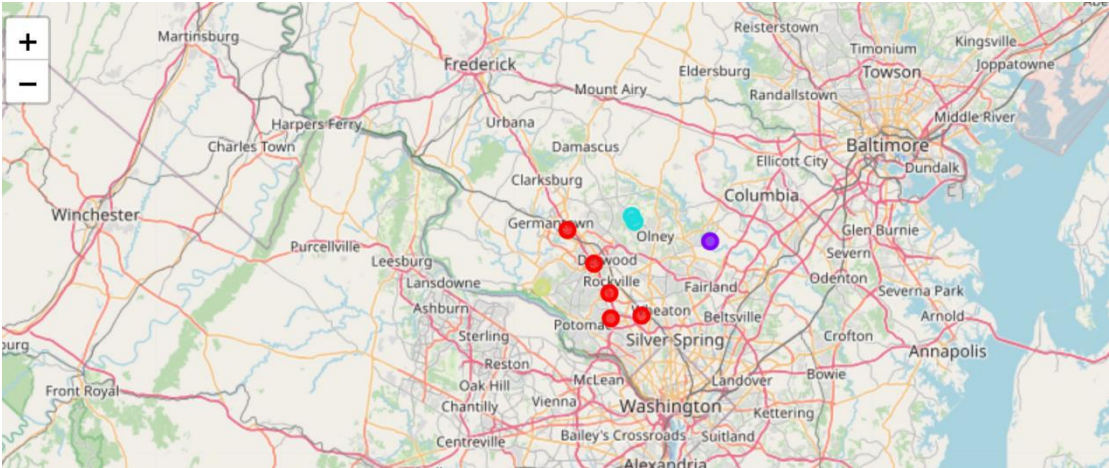 +
−
Martinsburg
Reisterstown
Timonium
Kingsville
Joppatowne
Frederick
Eldersburg
Towson
Mount Airy
Randallstown
Harpers Ferry
Urbana
Middle River
Charles Town
Damascus
Baltimore
Ellicott City
Dundalk
Clarksburg
Columbia
Winchester
Germantown
Olney
Glen Burnie
Purcellville
Leesburg
Severn
Rockville
Odenton
Lansdowne
Fairland
Severna Park
Ashburn
Beltsville
Arnold
Sterling
Silver Spring
Crofton
Annapolis
Reston
Front Royal
Oak Hill
McLean
Landover
Bowie
Chantilly
Vienna
Washington
Kettering
Centreville
Bailey's Crossroads
Suitland
Alexandria